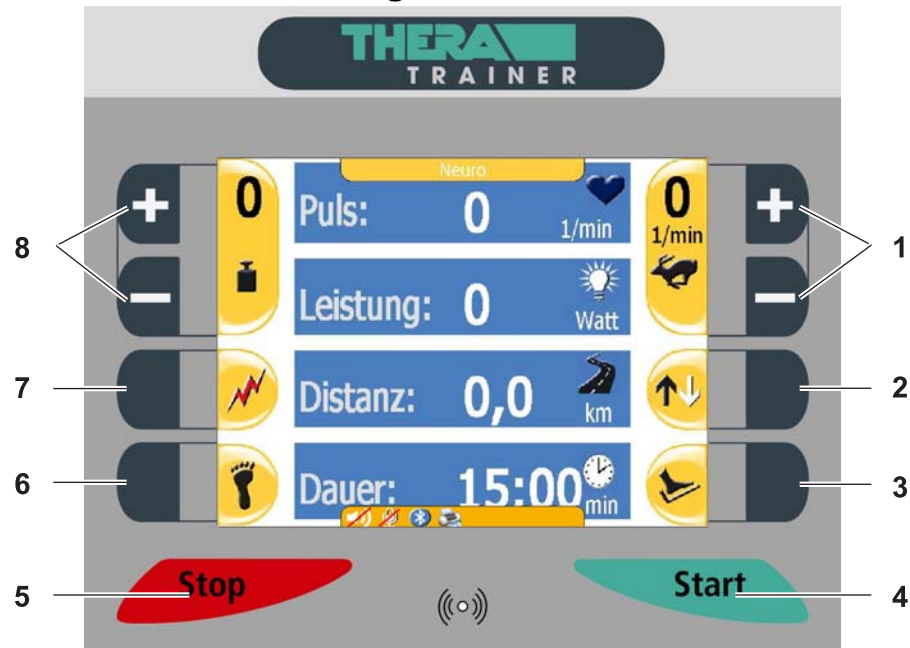 THERA
TRAINER
Neuro
0
Puls: 0 1/min
0
1/min
Leistung: 0 Watt
Distanz: 0,0 km
Dauer: 15:00 min
Stop
Start
8
7
6
5
1
2
3
4